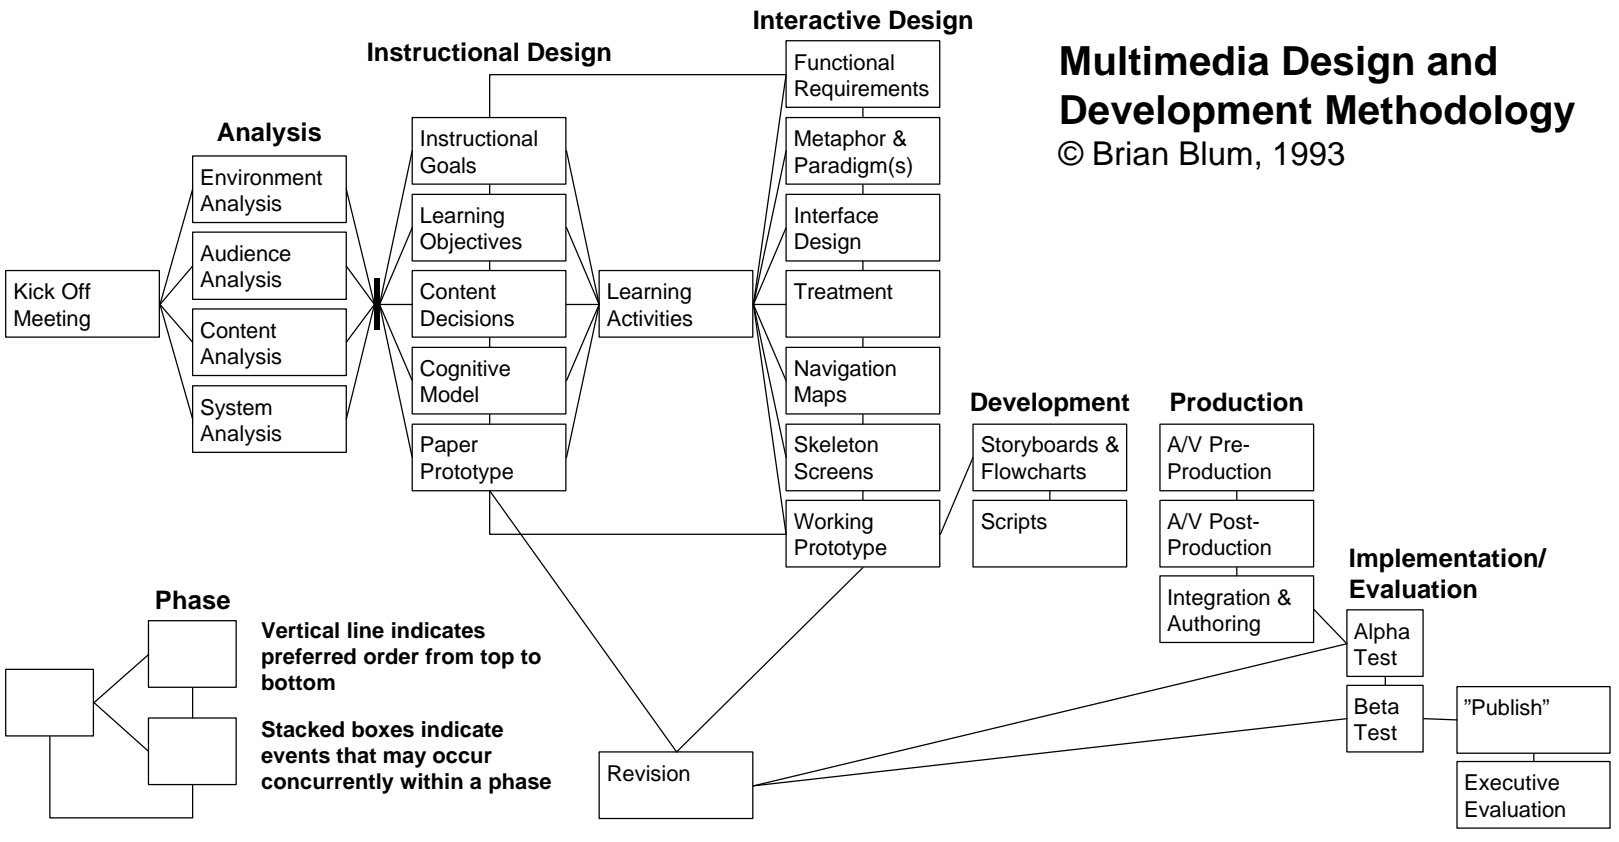 Interactive Design
Instructional Design
Multimedia Design and
Development Methodology
© Brian Blum, 1993
Analysis
Kick Off
Meeting
Environment
Analysis
Audience
Analysis
Content
Analysis
System
Analysis
Instructional
Goals
Learning
Objectives
Content
Decisions
Cognitive
Model
Paper
Prototype
Learning
Activities
Functional
Requirements
Metaphor &
Paradigm(s)
Interface
Design
Treatment
Navigation
Maps
Skeleton
Screens
Working
Prototype
Development
Storyboards &
Flowcharts
Scripts
Production
A/V Pre-
Production
A/V Post-
Production
Integration &
Authoring
Implementation/
Evaluation
Alpha
Test
Beta
Test
”Publish”
Executive
Evaluation
Revision
Phase
Vertical line indicates
preferred order from top to
bottom
Stacked boxes indicate
events that may occur
concurrently within a phase